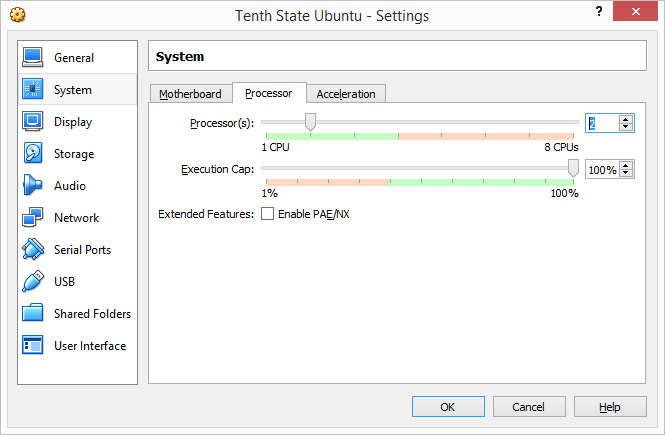 Tenth State Ubuntu - Settings
?
General
System
Display
Storage
Audio
Network
Serial Ports
USB
Shared Folders
User Interface
System
Motherboard Processor Acceleration
Processor(s): 2
1 CPU 8 CPUs
Execution Cap: 100%
1% 100%
Extended Features: Enable PAE/NX
OK Cancel Help